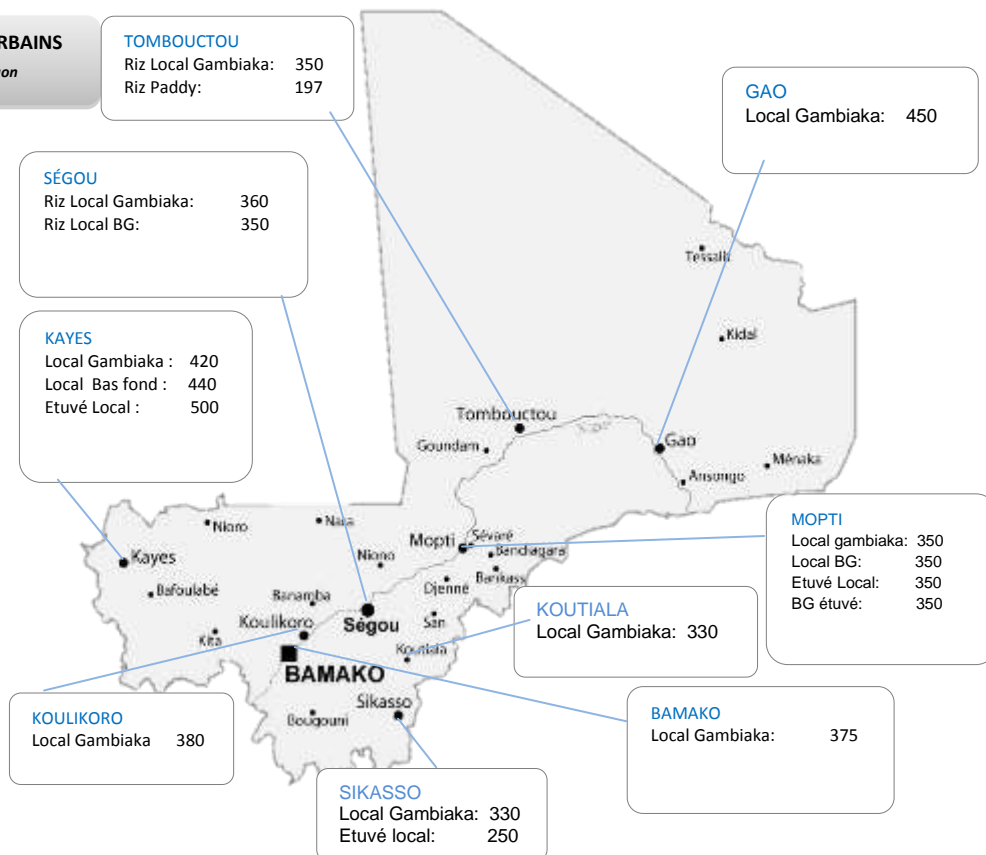 RBAINS
on
TOMBOUCTOU
Riz Local Gambiaka: 350
Riz Paddy: 197
GAO
Local Gambiaka: 450
SÉGOU
Riz Local Gambiaka: 360
Riz Local BG: 350
KAYES
Local Gambiaka : 420
Local Bas fond : 440
Etuvé Local : 500
Tessalit
Kidal
Tombouctou
Goundam
Niger
Gao
Ansongo
Ménaka
Nioro
Nara
Mopti
Sévaré
Bandiagara
Kayes
Niono
Bankass
Bafoulabé
Djenné
Banamba
Koulikoro
Ségou
San
Kita
Koutiala
BAMAKO
Sikasso
Bougouni
MOPTI
Local gambiaka: 350
Local BG: 350
Etuvé Local: 350
BG étuvé: 350
KOUTIALA
Local Gambiaka: 330
KOULIKORO
Local Gambiaka 380
BAMAKO
Local Gambiaka: 375
SIKASSO
Local Gambiaka: 330
Etuvé local: 250